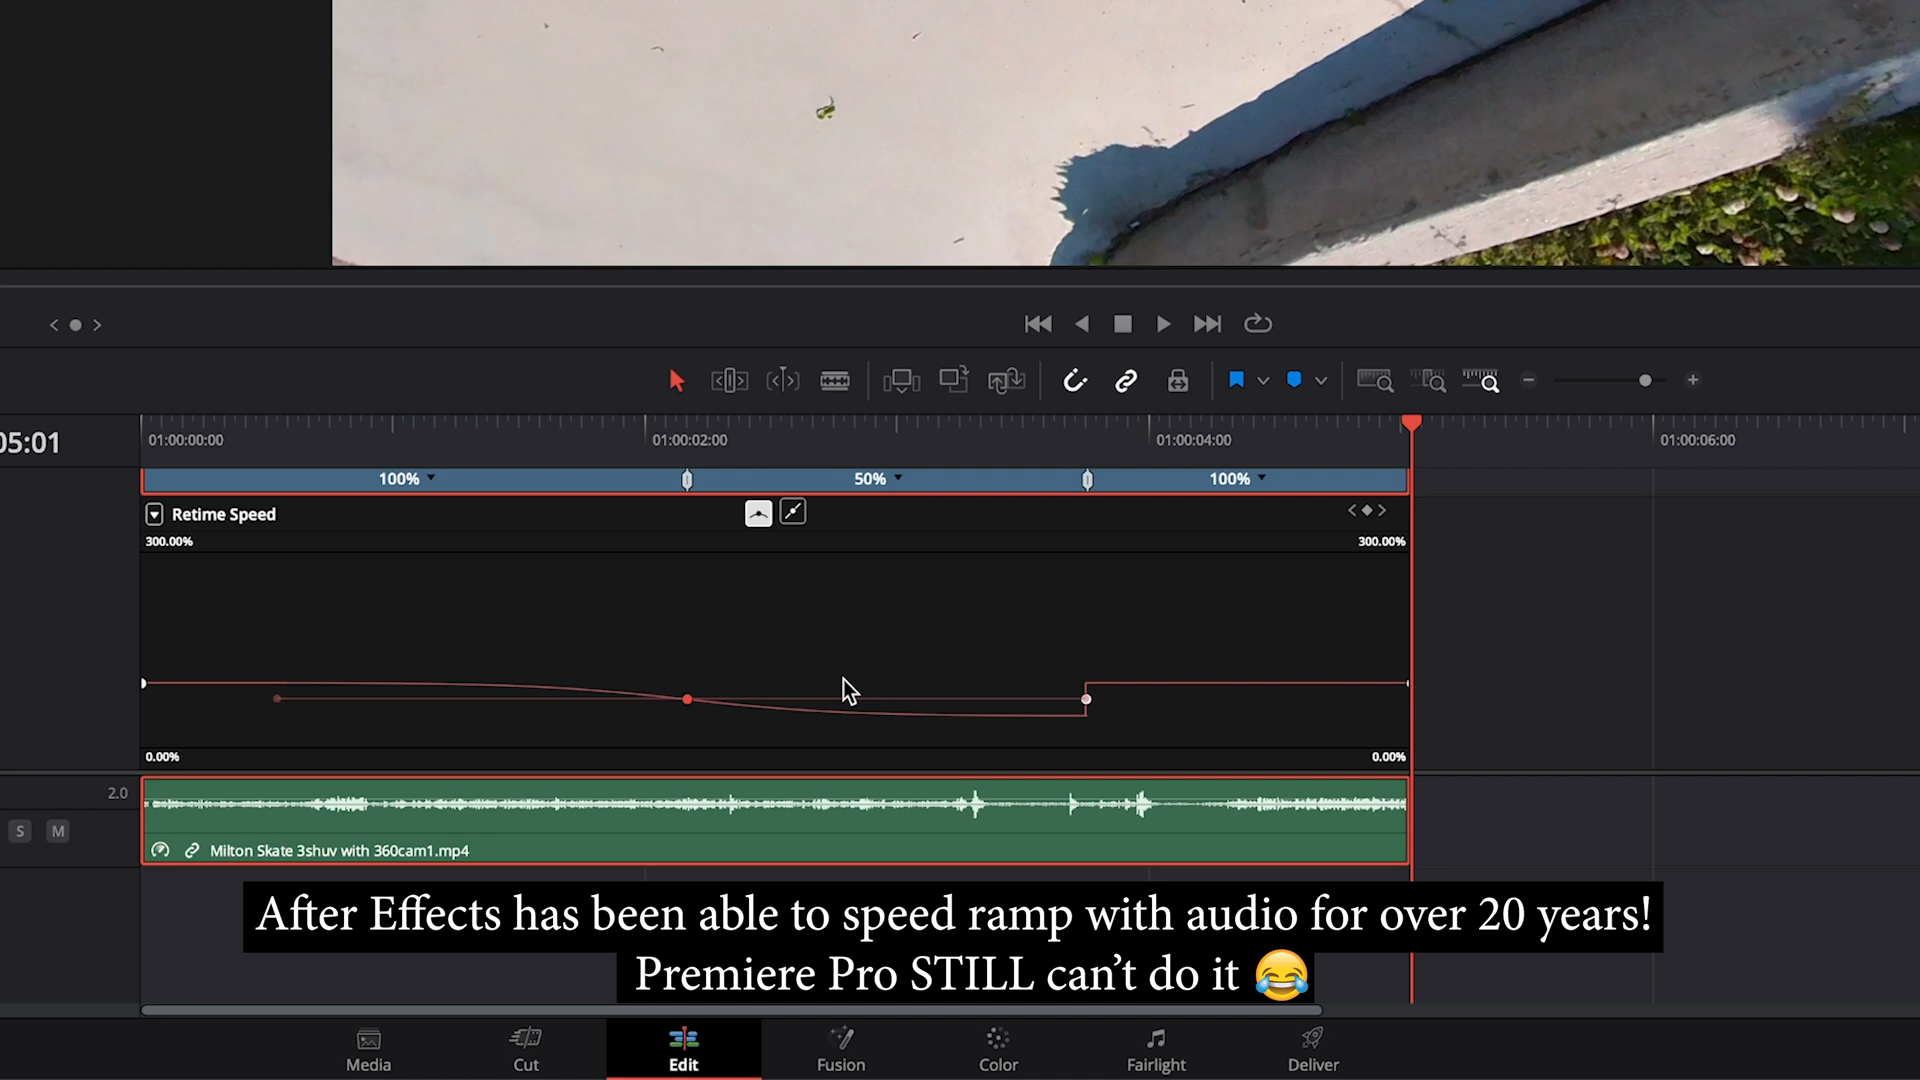 05:01
01:00:00:00
01:00:02:00
01:00:04:00
01:00:06:00
100%
50%
100%
Retime Speed
300.00%
300.00%
0.00%
0.00%
2.0
S M
Milton Skate 3shuv with 360cam1.mp4
After Effects has been able to speed ramp with audio for over 20 years!
Premiere Pro STILL can't do it 😂
Media
Cut
Edit
Fusion
Color
Fairlight
Deliver